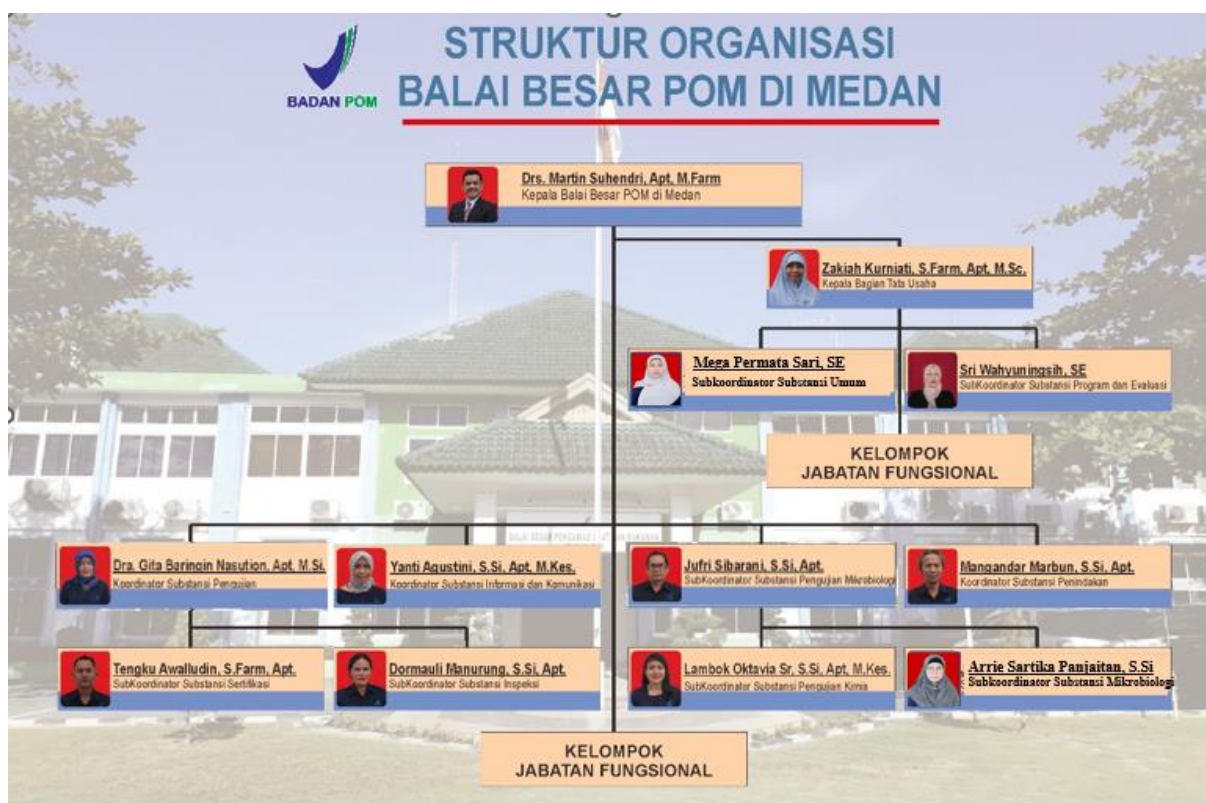 STRUKTUR ORGANISASI
BALAI BESAR POM DI MEDAN
BADAN POM
Drs. Martin Suhendri, Apt, M.Farm
Kepala Balai Besar POM di Medan
Zakiah Kurniati, S.Farm, Apt, M.Sc.
Kepala Bagian Tata Usaha
Mega Permata Sari, SE
Subkoordinator Substansi Umum
Sri Wahyuningsih, SE
SubKoordinator Substansi Program dan Evaluasi
KELOMPOK
JABATAN FUNGSIONAL
Dra. Gita Baringin Nasution, Apt, M.Si.
Koordinator Substansi Pengujian
Yanti Agustini, S.Si, Apt, M.Kes.
Koordinator Substansi Informasi dan Komunikasi
Jufri Sibarani, S.Si, Apt.
SubKoordinator Substansi Pengujian Mikrobiologi
Mangandar Marbun, S.Si, Apt.
Koordinator Substansi Penindakan
Tengku Awalludin, S.Farm, Apt.
SubKoordinator Substansi Sertifikasi
Dormauli Manurung, S.Si, Apt.
SubKoordinator Substansi Inspeksi
Lambok Oktavia Sr, S.Si, Apt, M.Kes.
SubKoordinator Substansi Pengujian Kimia
Arrie Sartika Panjaitan, S.Si
Subkoordinator Substansi Mikrobiologi
KELOMPOK
JABATAN FUNGSIONAL